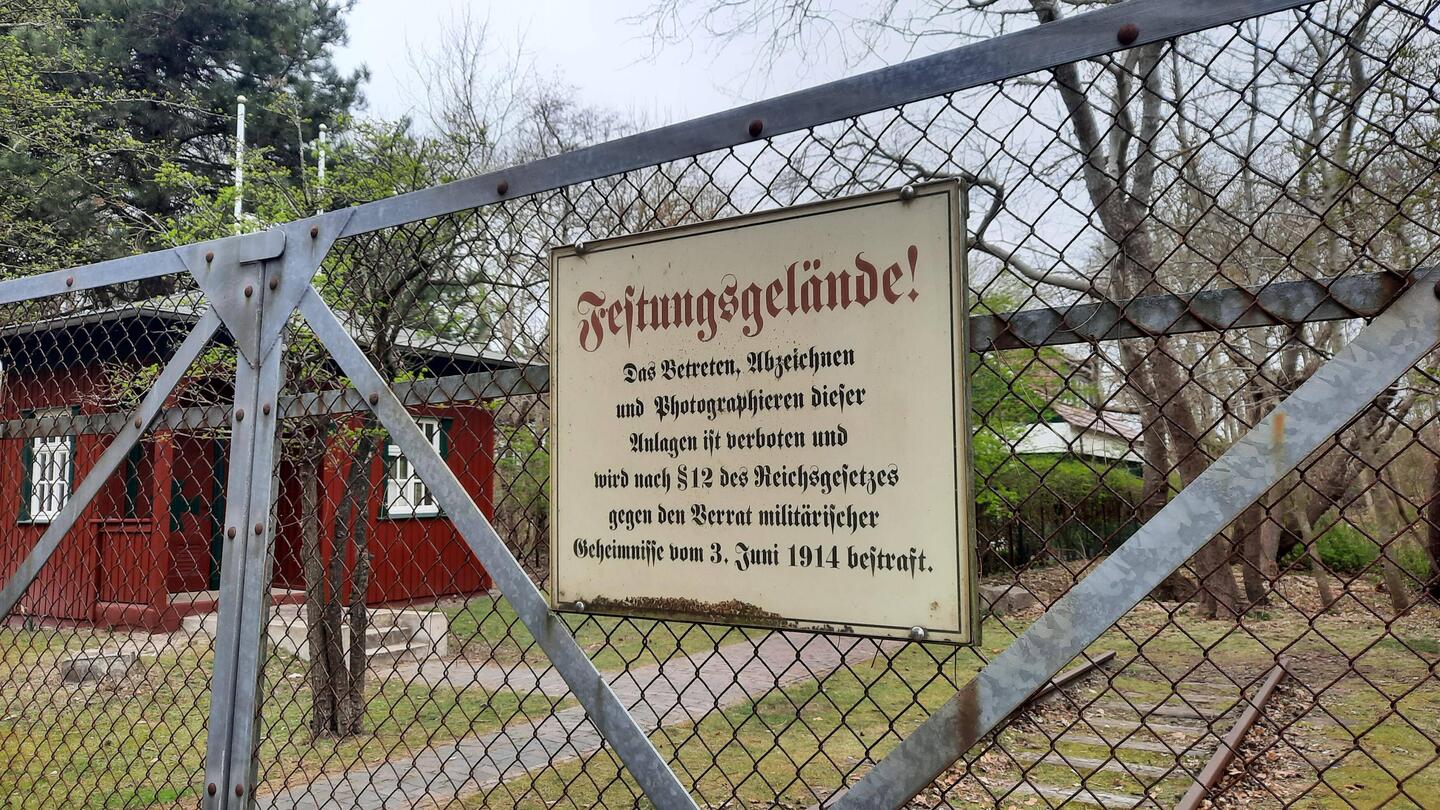 Festungsgelände!
Das Betreten, Abzeichnen
und Photographieren dieser
Anlagen ist verboten und
wird nach §12 des Reichsgesetzes
gegen den Verrat militärischer
Geheimnisse vom 3. Juni 1914 bestraft.